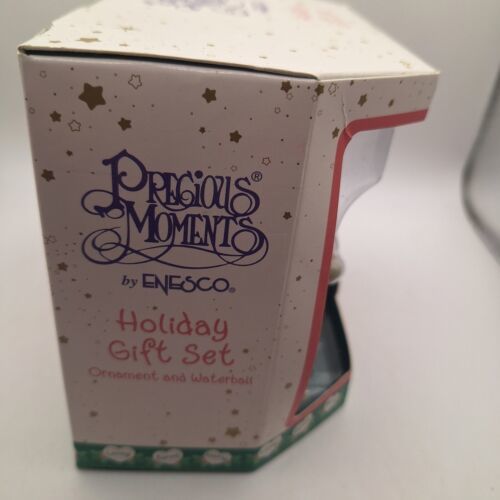 PRECIOUS®
MOMENTS
by ENESCO®
Holiday
Gift Set
Ornament and Waterball